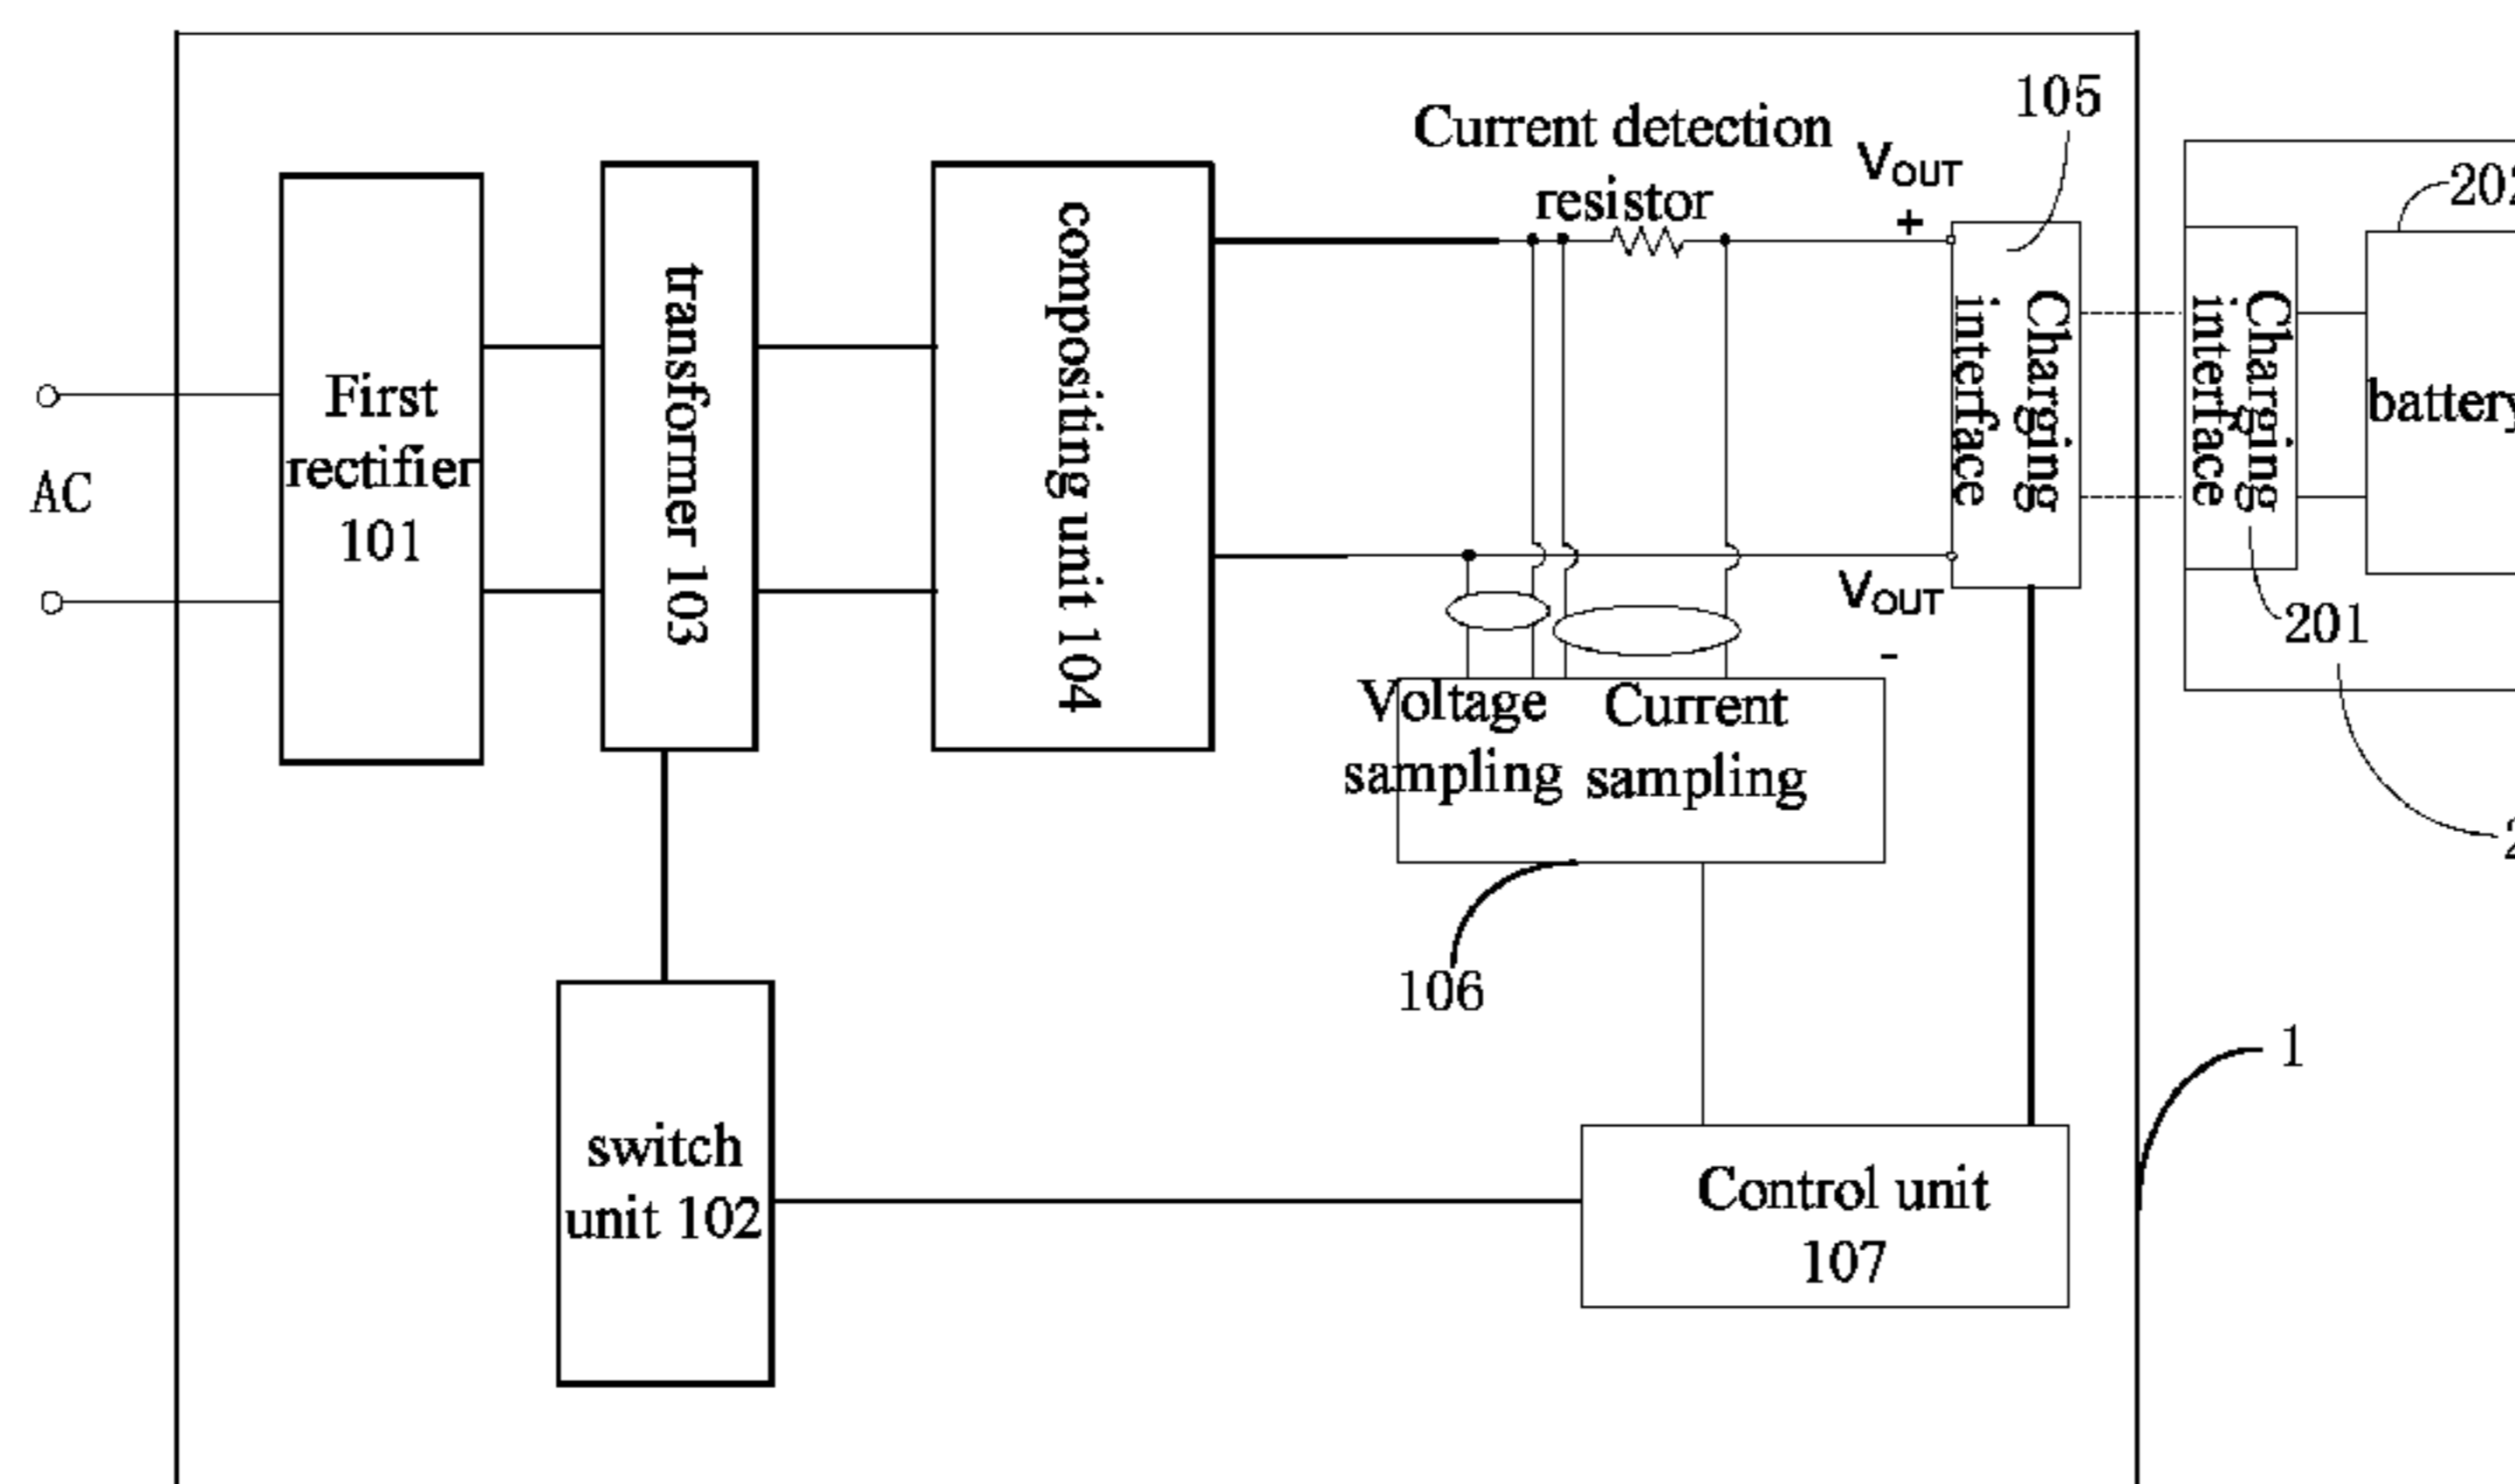 AC
First
rectifier
101
transformer 103
compositing unit 104
Current detection
resistor
VOUT
+
105
Charging
interface
VOUT
-
Charging
interface
201
202
battery
Voltage
sampling
Current
sampling
106
switch
unit 102
Control unit
107
1
2